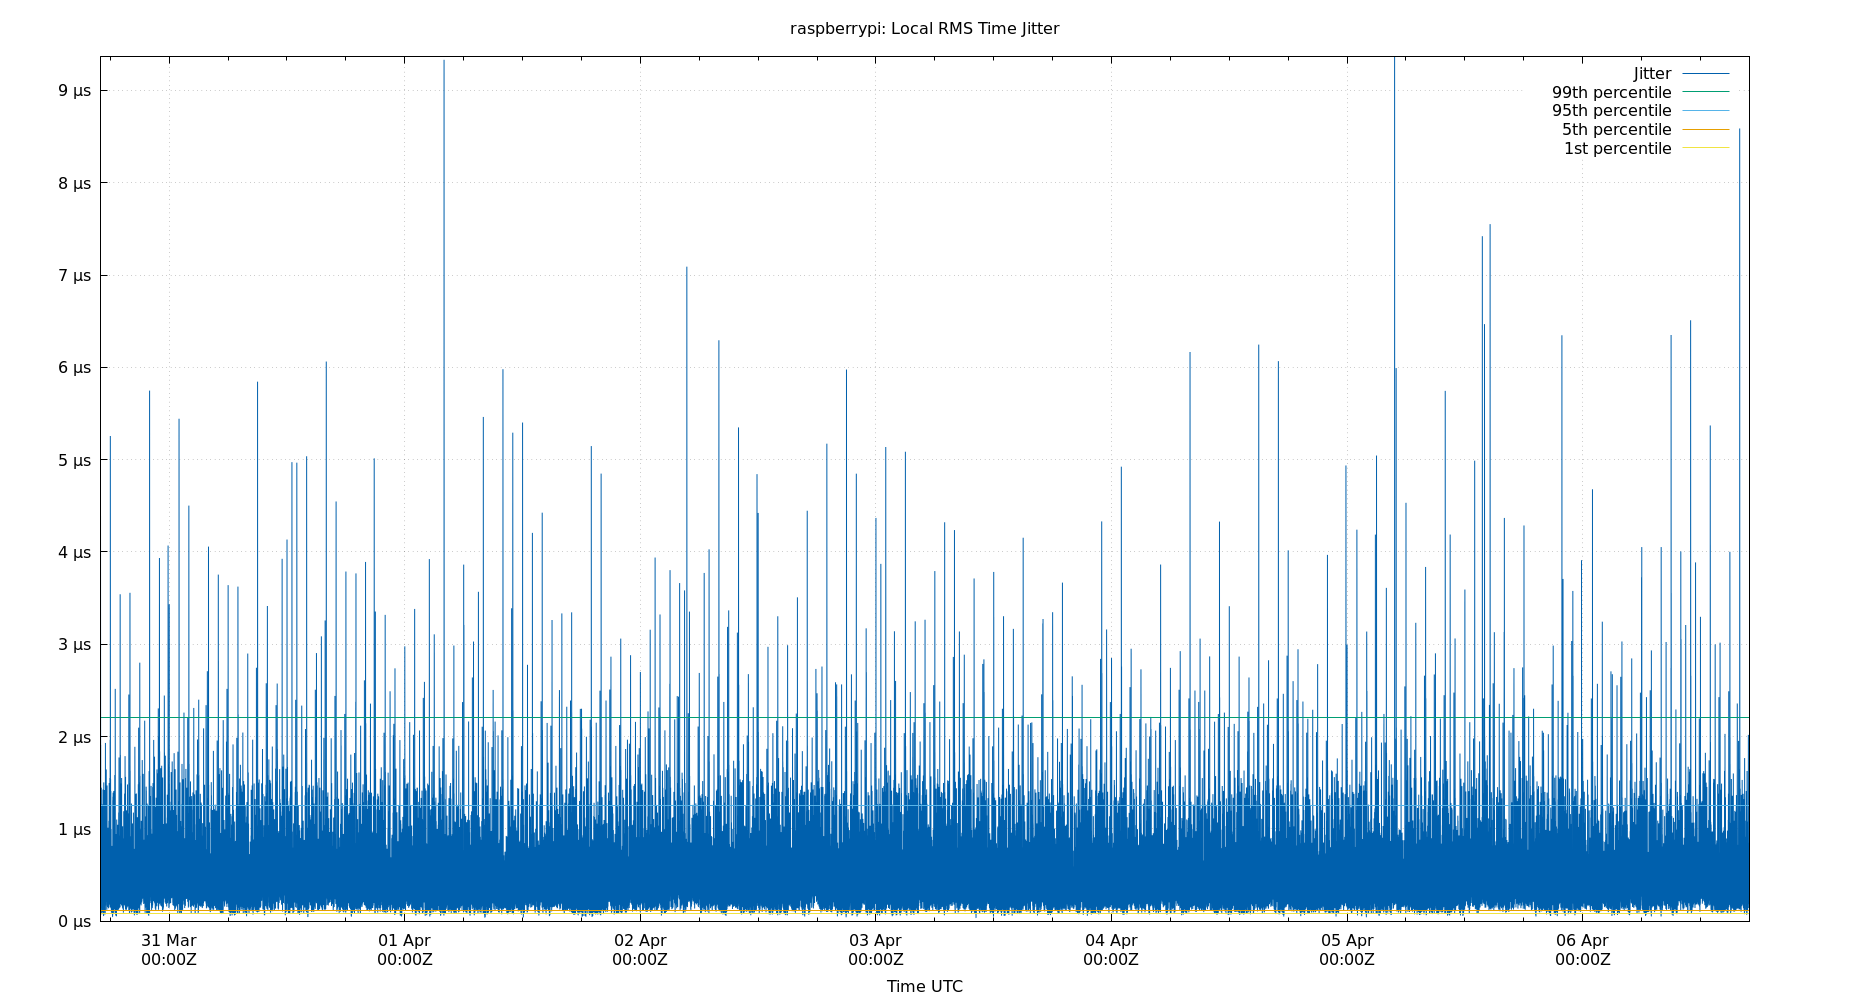 raspberrypi: Local RMS Time Jitter
Jitter
99th percentile
95th percentile
5th percentile
1st percentile
9 μs
8 μs
7 μs
6 μs
5 μs
4 μs
3 μs
2 μs
1 μs
0 μs
31 Mar 01 Apr 02 Apr 03 Apr 04 Apr 05 Apr 06 Apr
00:00Z 00:00Z 00:00Z 00:00Z 00:00Z 00:00Z 00:00Z
Time UTC